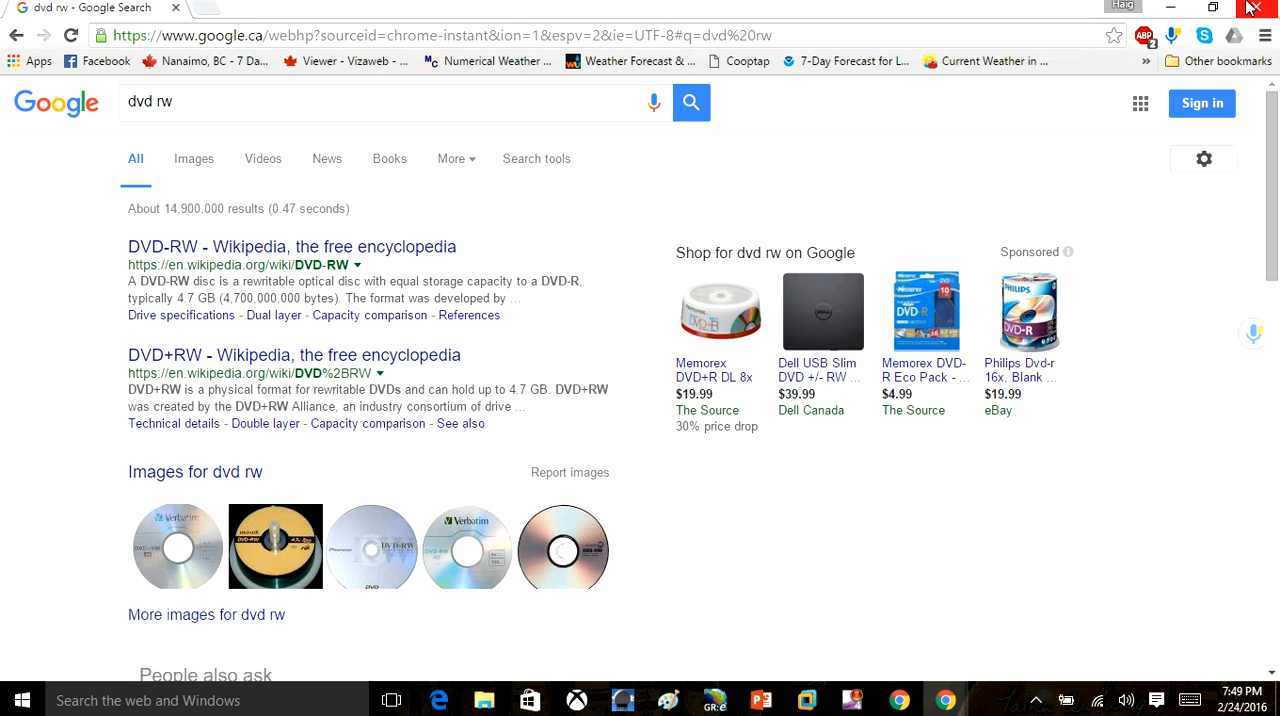 dvd rw - Google Search
Haig
https://www.google.ca/webhp?sourceid=chrome-instant&ion=1&espv=2&ie=UTF-8#q=dvd%20rw
ABP
2
Apps Facebook Nanaimo, BC - 7 Da... Viewer - Vizaweb -... Numerical Weather ... Weather Forecast & ... Cooptap 7-Day Forecast for L... Current Weather in ... » Other bookmarks
Google dvd rw Sign in
All Images Videos News Books More Search tools
About 14,900,000 results (0.47 seconds)
DVD-RW - Wikipedia, the free encyclopedia
https://en.wikipedia.org/wiki/DVD-RW
A DVD-RW disc is a rewritable optical disc with equal storage capacity to a DVD-R,
typically 4.7 GB (4,700,000,000 bytes). The format was developed by ...
Drive specifications - Dual layer - Capacity comparison - References
DVD+RW - Wikipedia, the free encyclopedia
https://en.wikipedia.org/wiki/DVD%2BRW
DVD+RW is a physical format for rewritable DVDs and can hold up to 4.7 GB. DVD+RW
was created by the DVD+RW Alliance, an industry consortium of drive ...
Technical details - Double layer - Capacity comparison - See also
Images for dvd rw Report images
Verbatim
DVD-RW
Verbatim
More images for dvd rw
People also ask
Shop for dvd rw on Google Sponsored
Memorex
DVD+R DL 8x
$19.99
The Source
30% price drop
Dell USB Slim
DVD +/- RW ...
$39.99
Dell Canada
Memorex DVD-
R Eco Pack - ...
$4.99
The Source
Philips Dvd-r
16x, Blank ...
$19.99
eBay
Search the web and Windows
GR:e
7:49 PM
2/24/2016